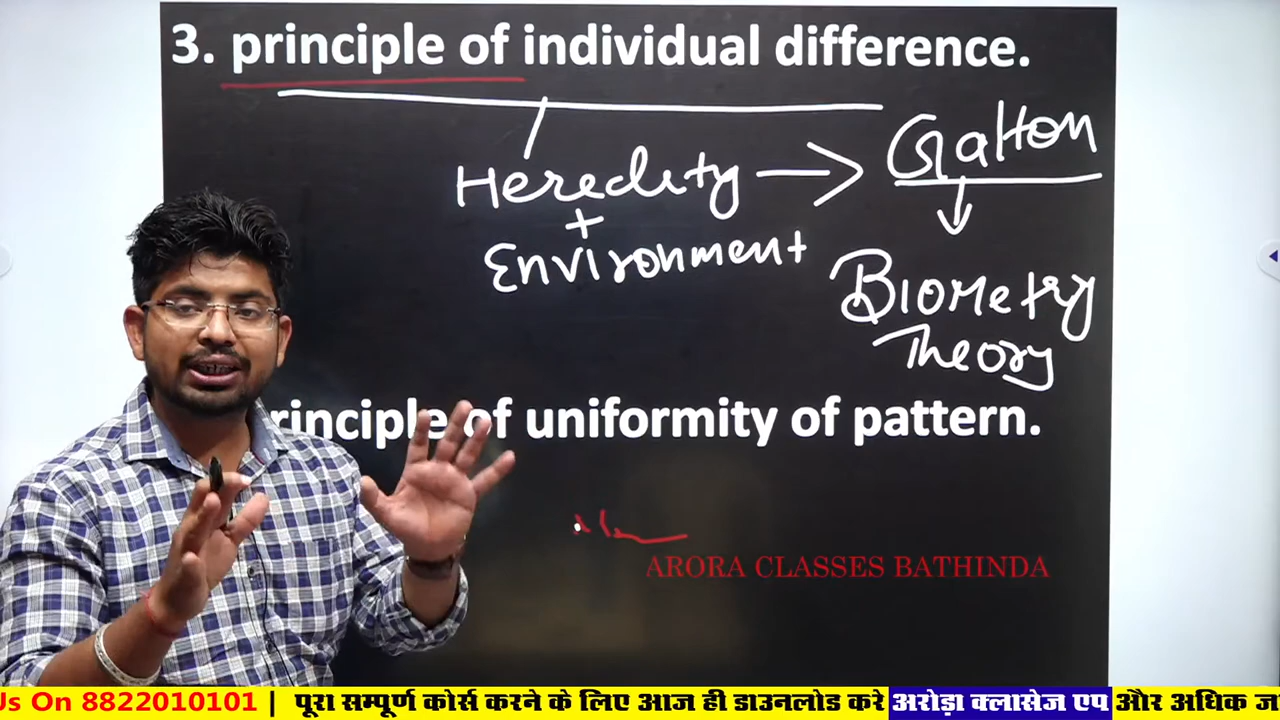 3. principle of individual difference.
Heredity → Galton
+
Environment
↓
Biometry
Theory
rinciple of uniformity of pattern.
ARORA CLASSES BATHINDA
Us On 8822010101 | पूरा सम्पूर्ण कोर्स करने के लिए आज ही डाउनलोड करे अरोड़ा क्लासेज एप और अधिक ज